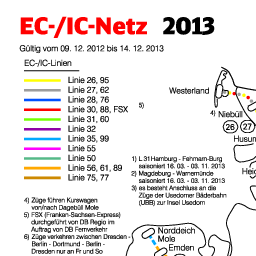 EC-/IC-Netz 2013
Gültig vom 09. 12. 2012 bis 14. 12. 2013
EC-/IC-Linien
Linie 26, 95
Linie 27, 62
Linie 28, 76
Linie 30, 88, FSX
Linie 31, 60
Linie 32
Linie 35, 99
Linie 55
Linie 50
Linie 56, 61, 89
Linie 75, 77
4) Züge führen Kurswagen
von/nach Dagebüll Mole
5) FSX (Franken-Sachsen-Express)
durchgeführt von DB Regio im
Auftrag von DB Fernverkehr
6) Züge verkehren zwischen Dresden -
Berlin - Dortmund - Berlin -
Dresden nur an Fr und So
5)
1) L 31Hamburg - Fehmarn-Burg
saisoniert 16. 03. - 03. 11. 2013
2) Magdeburg - Warnemünde
saisoniert 16. 03. - 03. 11. 2013
3) es besteht Anschluss an die
Züge der Usedomer Bäderbahn
(UBB) zur Insel Usedom
Westerland
4)
Niebüll
26 27
Husum
Heid
Norddeich
Mole
Emden